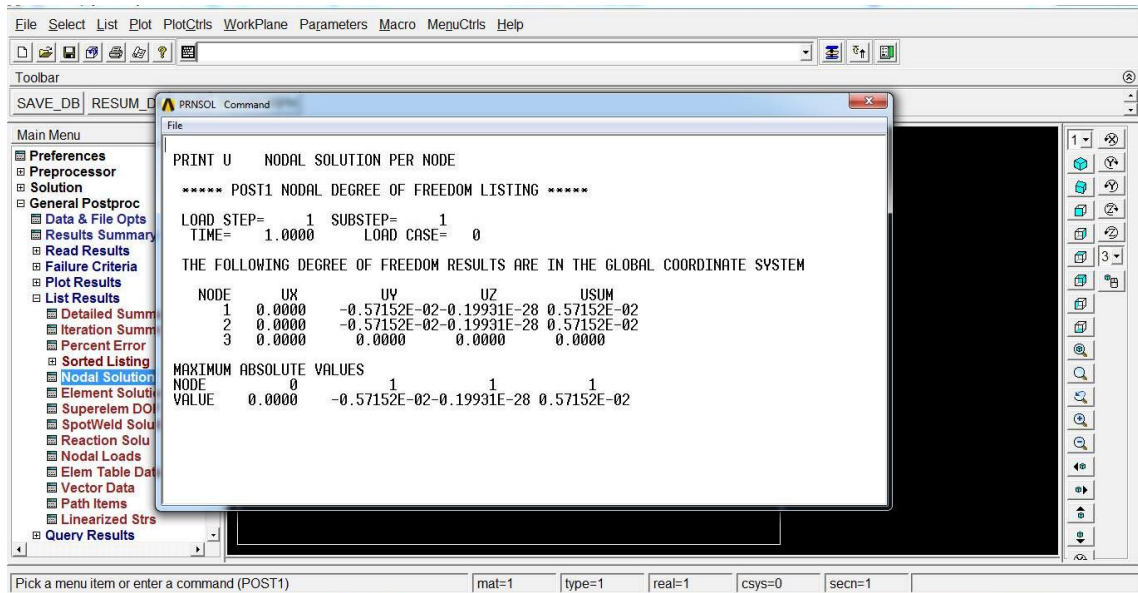 File Select List Plot PlotCtrls WorkPlane Parameters Macro MenuCtrls Help
Toolbar
SAVE_DB RESUM_D
PRNSOL Command
File
Main Menu
Preferences
Preprocessor
Solution
General Postproc
Data & File Opts
Results Summary
Read Results
Failure Criteria
Plot Results
List Results
Detailed Summ
Iteration Summ
Percent Error
Sorted Listing
Nodal Solution
Element Soluti
Superelem DO
SpotWeld Solu
Reaction Solu
Nodal Loads
Elem Table Dat
Vector Data
Path Items
Linearized Strs
Query Results
PRINT U NODAL SOLUTION PER NODE
***** POST1 NODAL DEGREE OF FREEDOM LISTING *****
LOAD STEP= 1 SUBSTEP= 1
TIME= 1.0000 LOAD CASE= 0
THE FOLLOWING DEGREE OF FREEDOM RESULTS ARE IN THE GLOBAL COORDINATE SYSTEM
NODE UX UY UZ USUM
1 0.0000 -0.57152E-02-0.19931E-28 0.57152E-02
2 0.0000 -0.57152E-02-0.19931E-28 0.57152E-02
3 0.0000 0.0000 0.0000 0.0000
MAXIMUM ABSOLUTE VALUES
NODE 0 1 1 1
VALUE 0.0000 -0.57152E-02-0.19931E-28 0.57152E-02
1
3
Pick a menu item or enter a command (POST1) mat=1 type=1 real=1 csys=0 secn=1